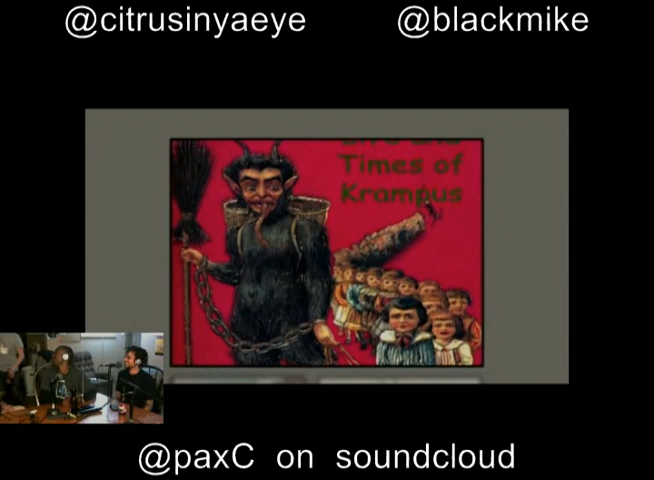 @citrusinyaeye @blackmike
Times of
Krampus
@paxC on soundcloud